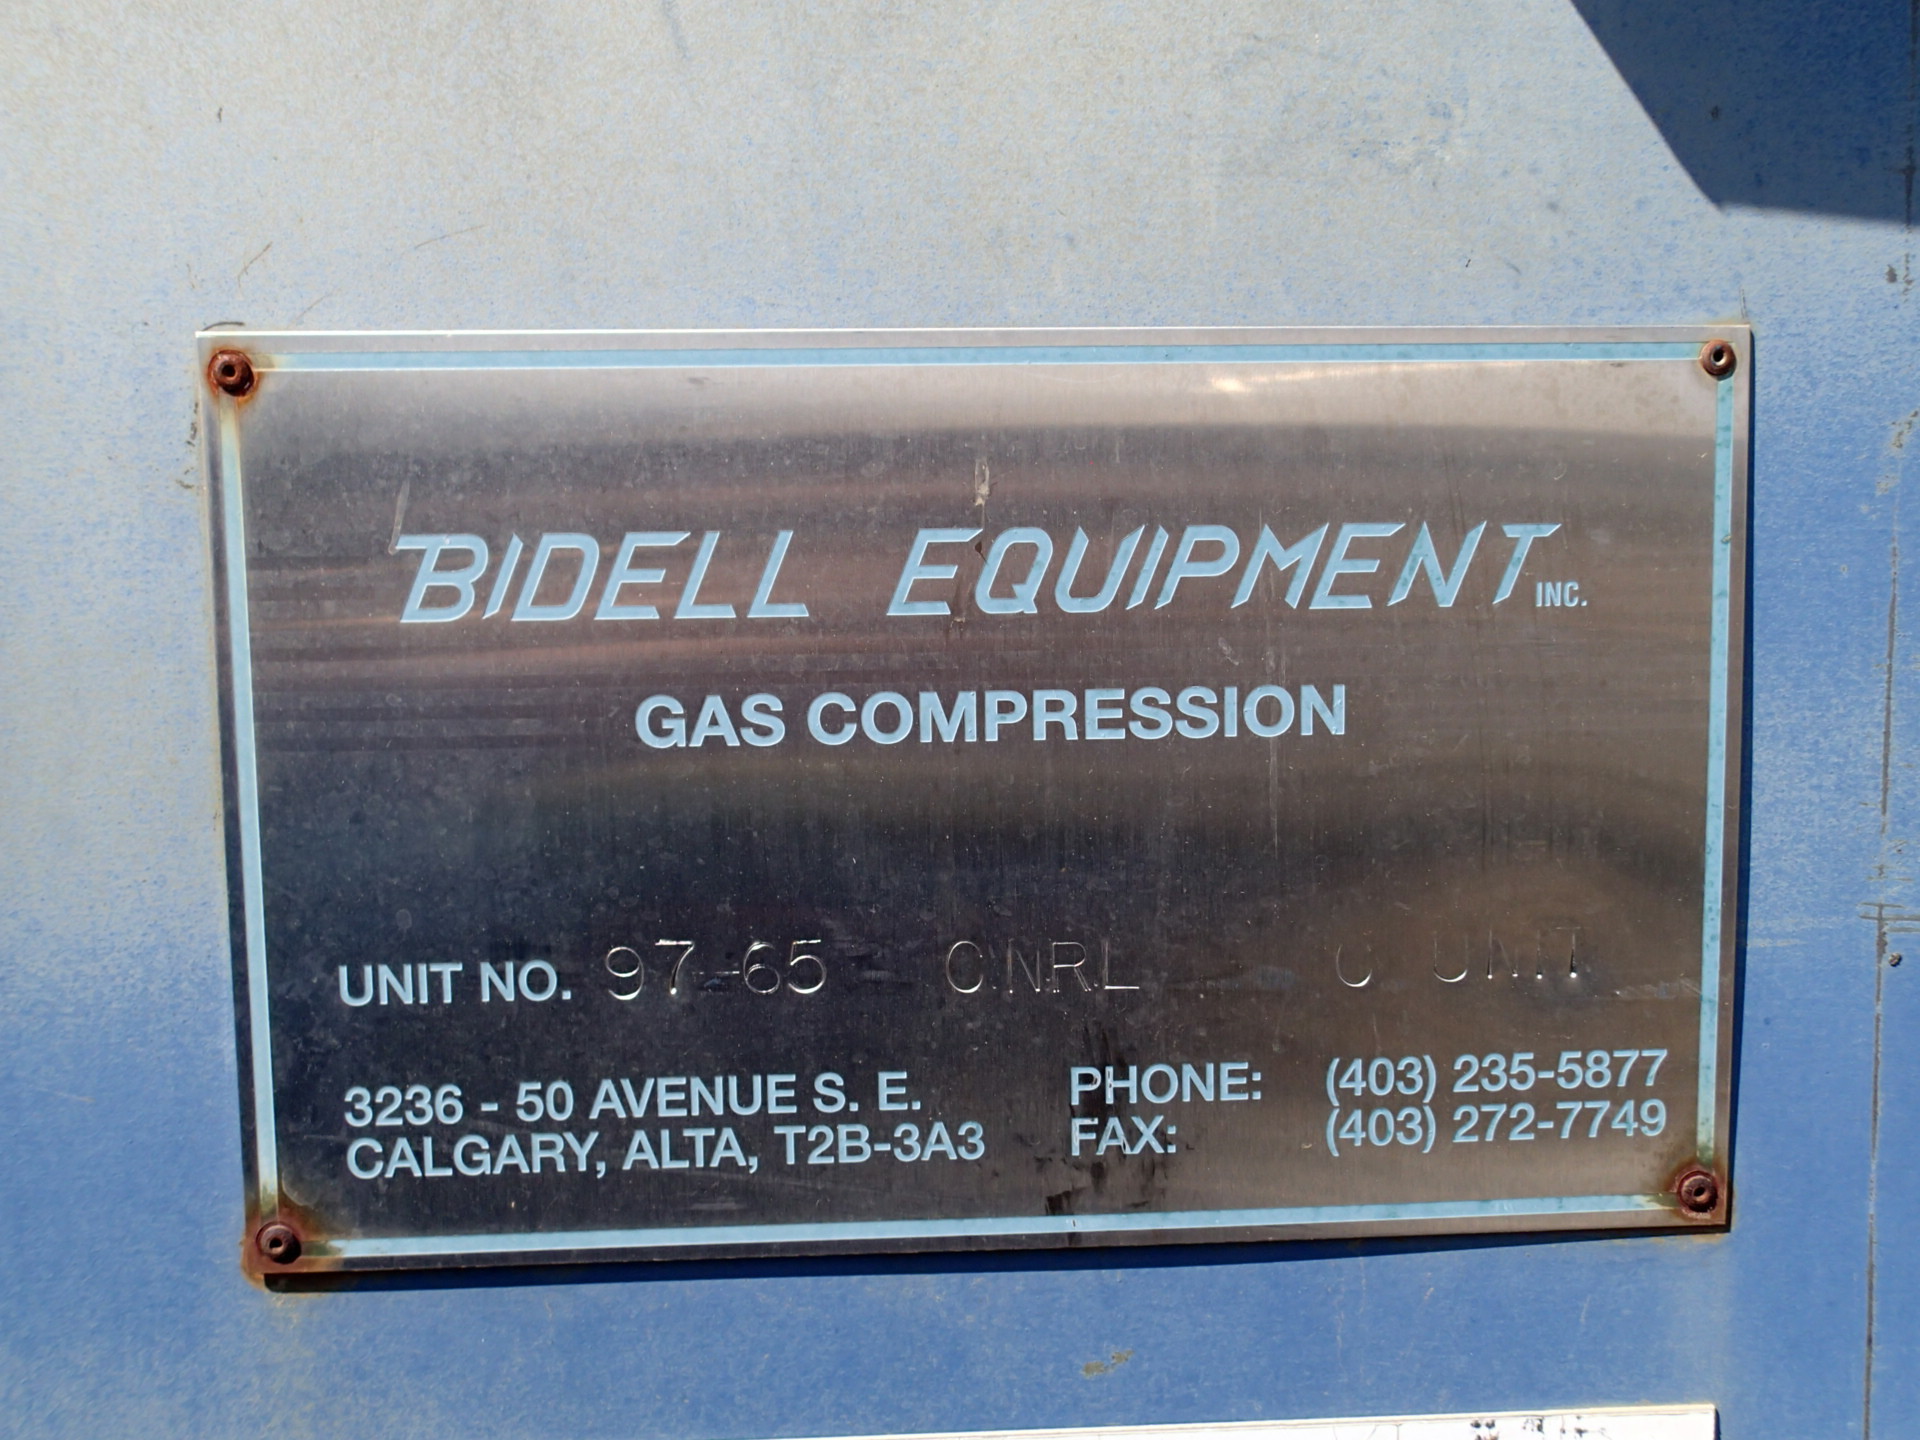 BIDELL EQUIPMENT INC.
GAS COMPRESSION
UNIT NO. 97-65 CNRL C UNIT
3236 - 50 AVENUE S. E.
CALGARY, ALTA, T2B-3A3
PHONE: (403) 235-5877
FAX: (403) 272-7749